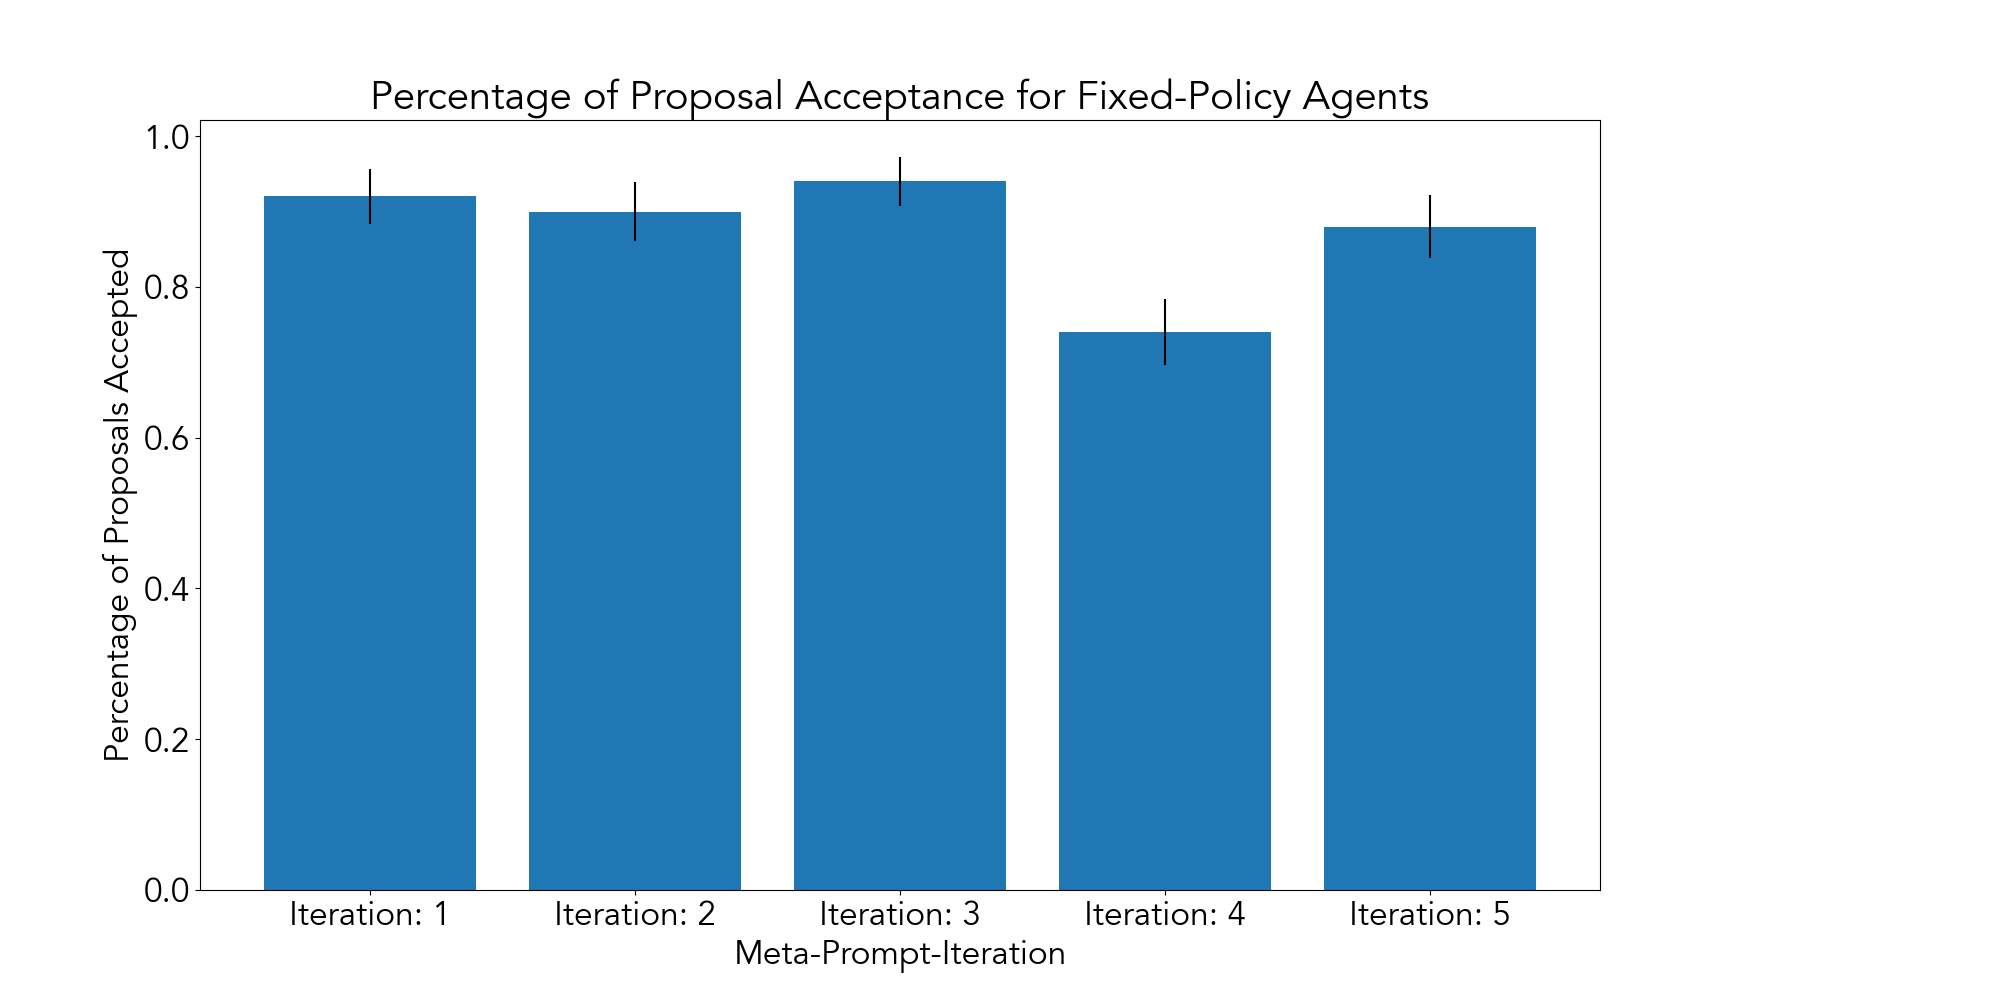 Percentage of Proposal Acceptance for Fixed-Policy Agents
Percentage of Proposals Accepted
1.0
0.8
0.6
0.4
0.2
0.0
Iteration: 1
Iteration: 2
Iteration: 3
Iteration: 4
Iteration: 5
Meta-Prompt-Iteration